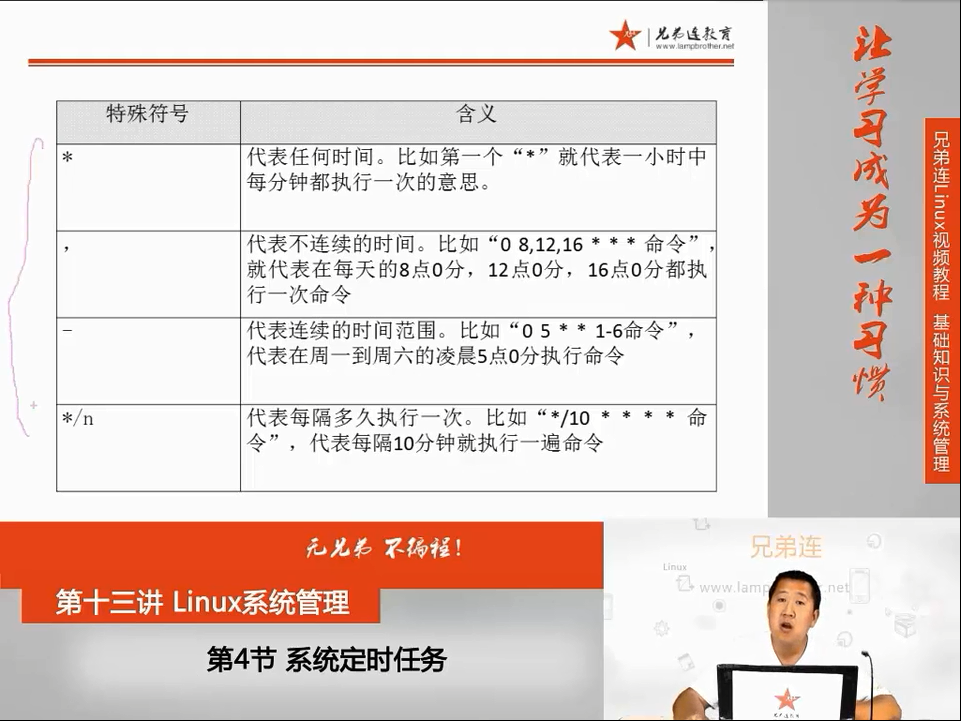 兄弟连教育
www.lampbrother.net
特殊符号 含义
* 代表任何时间。比如第一个“*”就代表一小时中
每分钟都执行一次的意思。
, 代表不连续的时间。比如“0 8,12,16 * * * 命令”,
就代表在每天的8点0分，12点0分，16点0分都执
行一次命令
- 代表连续的时间范围。比如“0 5 * * 1-6命令”，
代表在周一到周六的凌晨5点0分执行命令
*/n 代表每隔多久执行一次。比如“*/10 * * * * 命
令”，代表每隔10分钟就执行一遍命令
让学习成为一种习惯
兄弟连Linux视频教程 基础知识与系统管理
无兄弟 不编程！
第十三讲 Linux系统管理
第4节 系统定时任务
兄弟连
Linux
www.lam
et